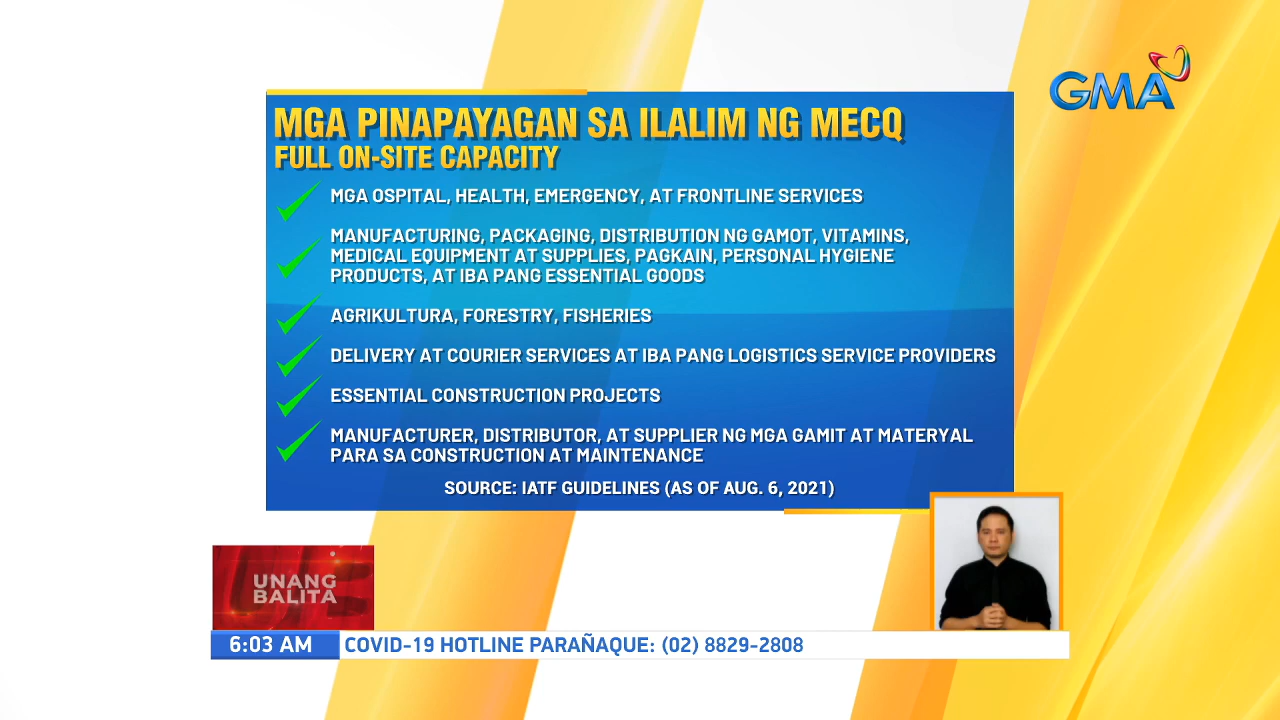 GMA
MGA PINAPAYAGAN SA ILALIM NG MECQ
FULL ON-SITE CAPACITY
MGA OSPITAL, HEALTH, EMERGENCY, AT FRONTLINE SERVICES
MANUFACTURING, PACKAGING, DISTRIBUTION NG GAMOT, VITAMINS,
MEDICAL EQUIPMENT AT SUPPLIES, PAGKAIN, PERSONAL HYGIENE
PRODUCTS, AT IBA PANG ESSENTIAL GOODS
AGRIKULTURA, FORESTRY, FISHERIES
DELIVERY AT COURIER SERVICES AT IBA PANG LOGISTICS SERVICE PROVIDERS
ESSENTIAL CONSTRUCTION PROJECTS
MANUFACTURER, DISTRIBUTOR, AT SUPPLIER NG MGA GAMIT AT MATERYAL
PARA SA CONSTRUCTION AT MAINTENANCE
SOURCE: IATF GUIDELINES (AS OF AUG. 6, 2021)
UNANG
BALITA
6:03 AM COVID-19 HOTLINE PARAÑAQUE: (02) 8829-2808